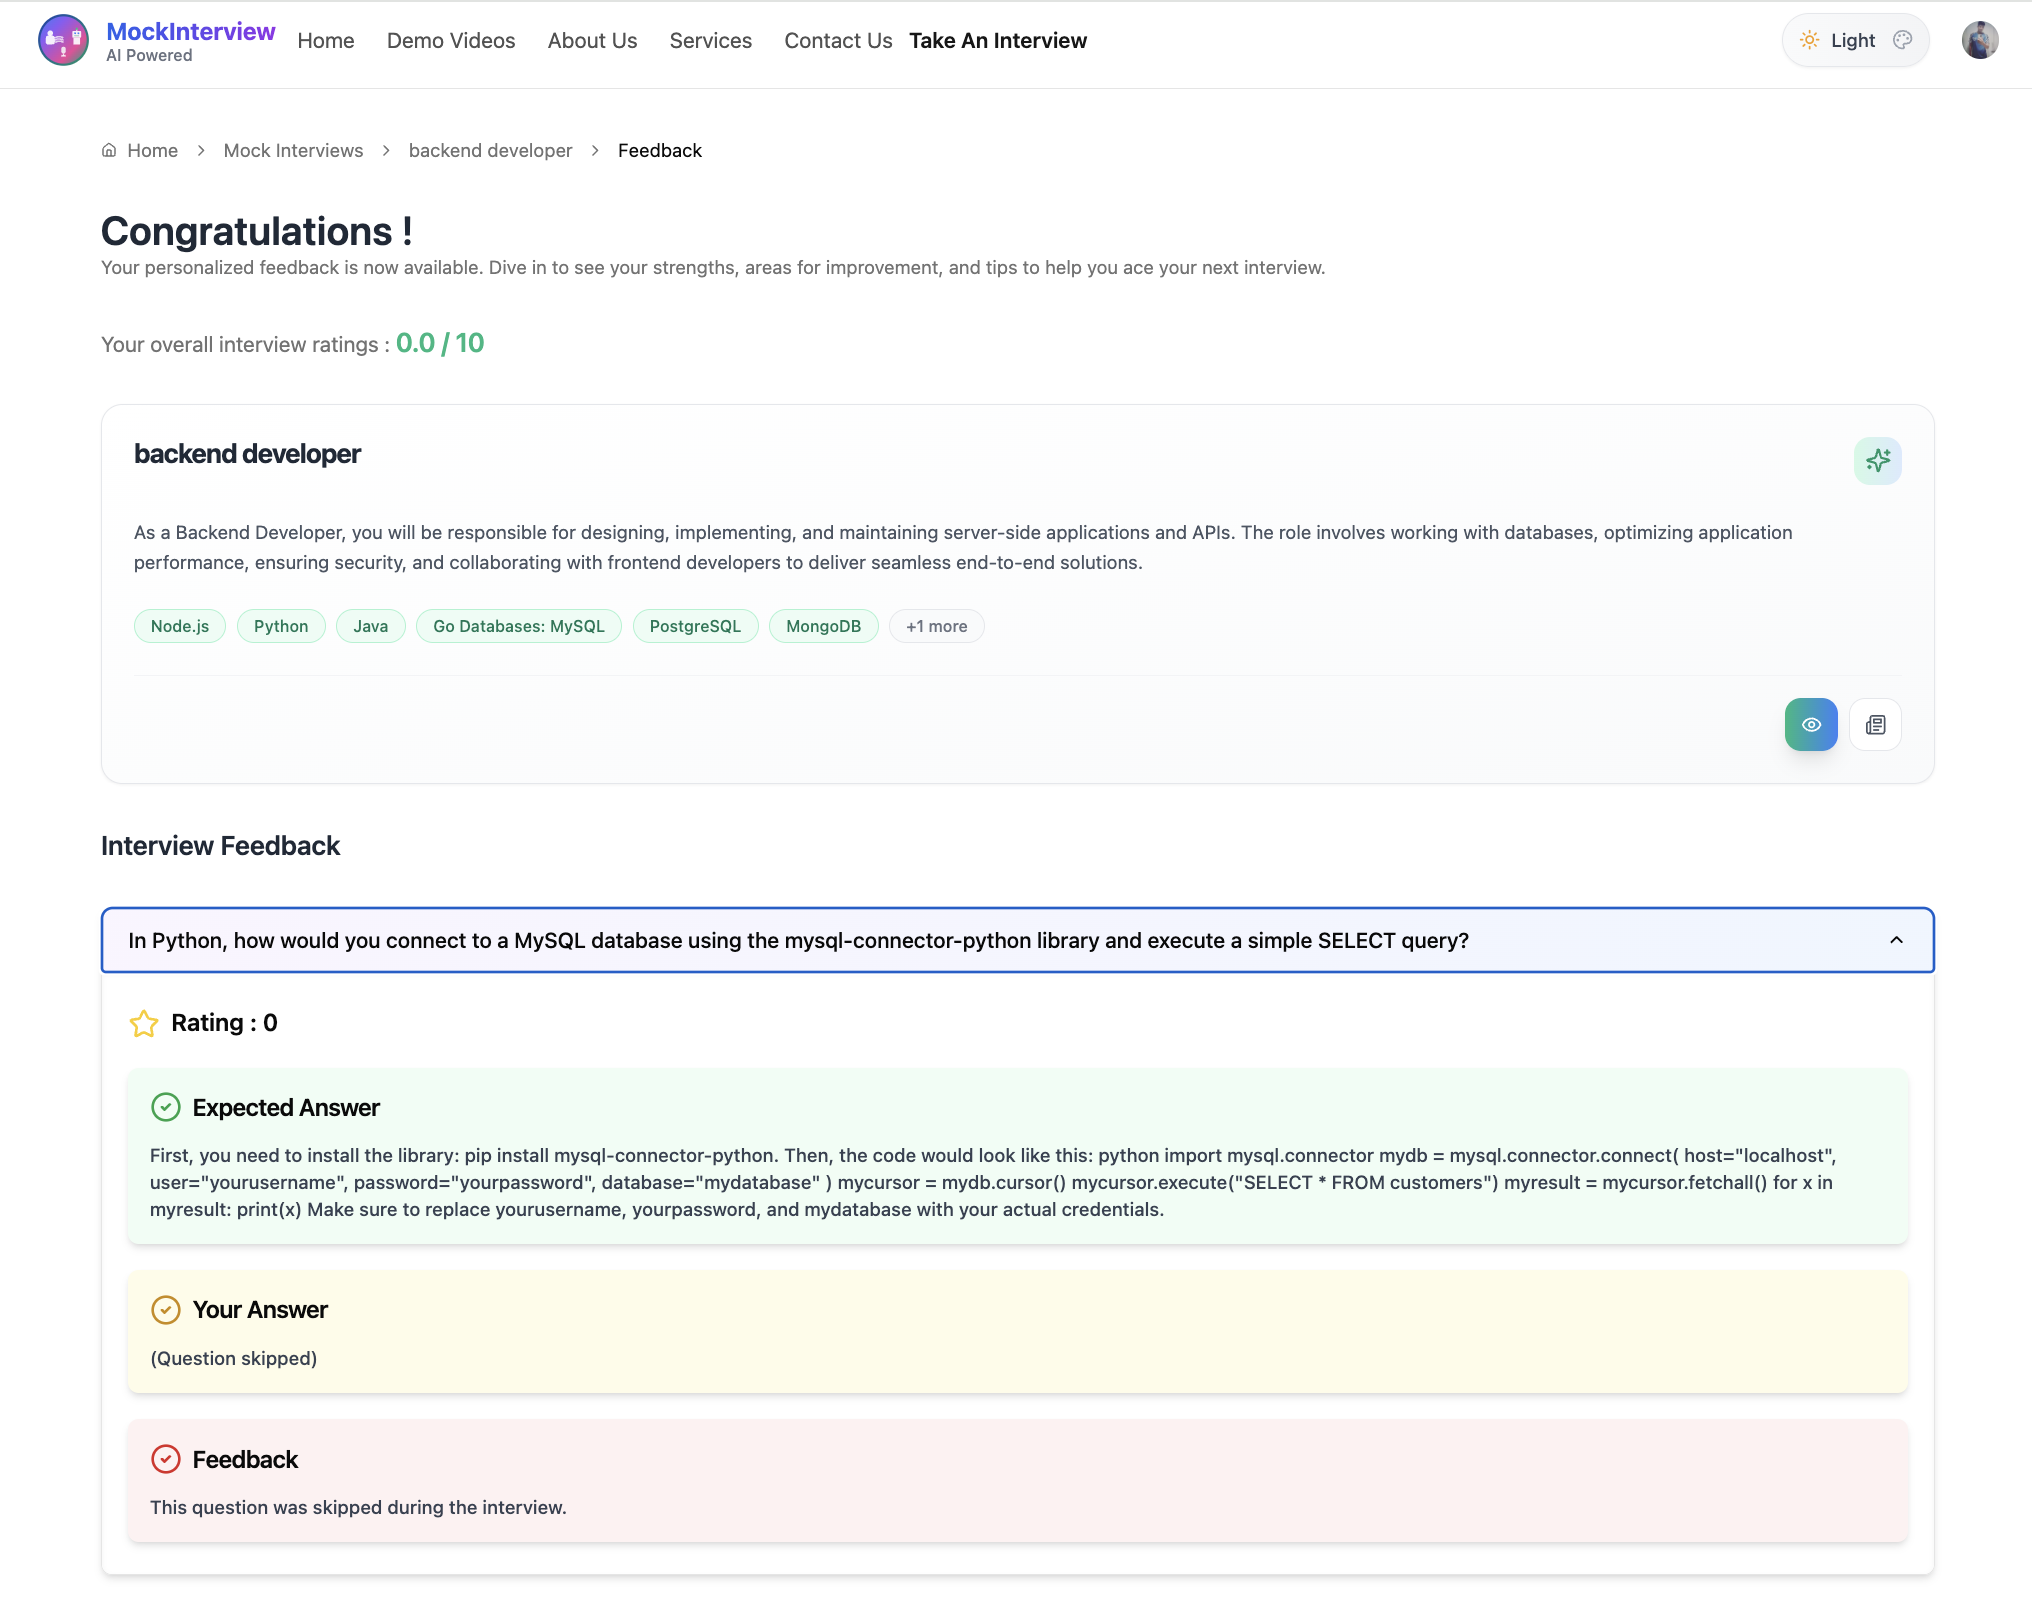 MockInterview
AI Powered
Home
Demo Videos
About Us
Services
Contact Us
Take An Interview
Light
Home
Mock Interviews
backend developer
Feedback
Congratulations !
Your personalized feedback is now available. Dive in to see your strengths, areas for improvement, and tips to help you ace your next interview.
Your overall interview ratings : 0.0 / 10
backend developer
As a Backend Developer, you will be responsible for designing, implementing, and maintaining server-side applications and APIs. The role involves working with databases, optimizing application
performance, ensuring security, and collaborating with frontend developers to deliver seamless end-to-end solutions.
Node.js
Python
Java
Go Databases: MySQL
PostgreSQL
MongoDB
+1 more
Interview Feedback
In Python, how would you connect to a MySQL database using the mysql-connector-python library and execute a simple SELECT query?
Rating : 0
Expected Answer
First, you need to install the library: pip install mysql-connector-python. Then, the code would look like this: python import mysql.connector mydb = mysql.connector.connect( host="localhost",
user="yourusername", password="yourpassword", database="mydatabase" ) mycursor = mydb.cursor() mycursor.execute("SELECT * FROM customers") myresult = mycursor.fetchall() for x in
myresult: print(x) Make sure to replace yourusername, yourpassword, and mydatabase with your actual credentials.
Your Answer
(Question skipped)
Feedback
This question was skipped during the interview.